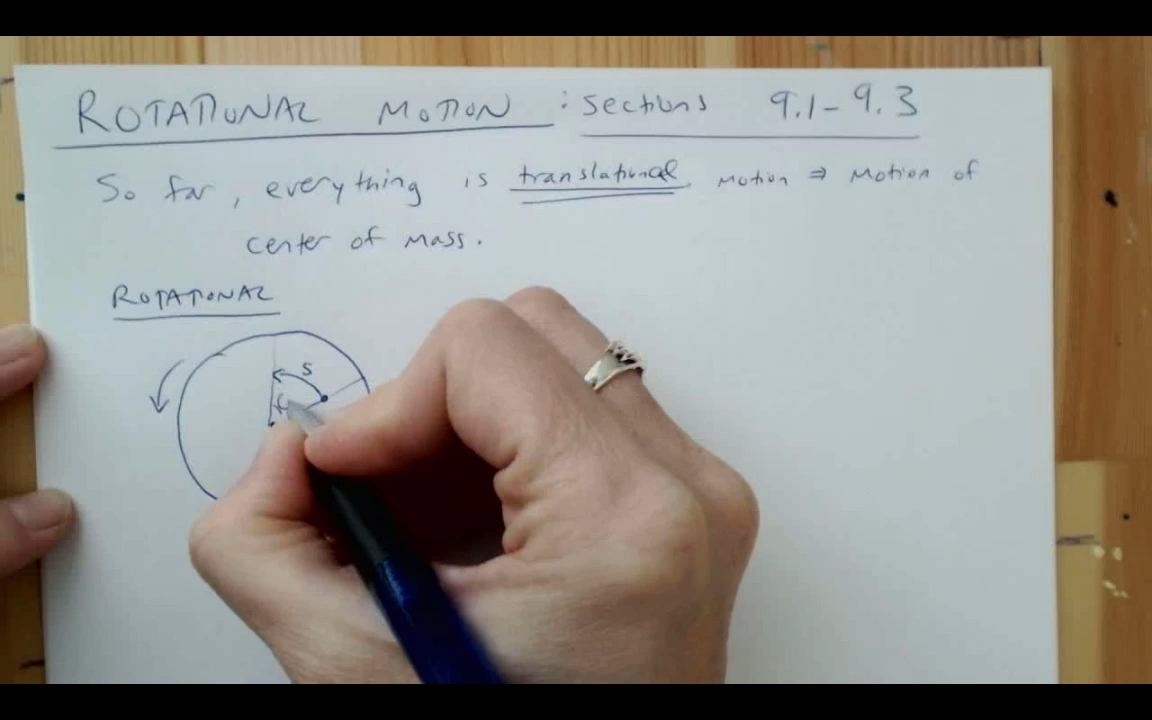 ROTATIONAL MOTION : Sections 9.1-9.3
So far, everything is translational motion ⇒ Motion of
center of mass.
ROTATIONAL
s